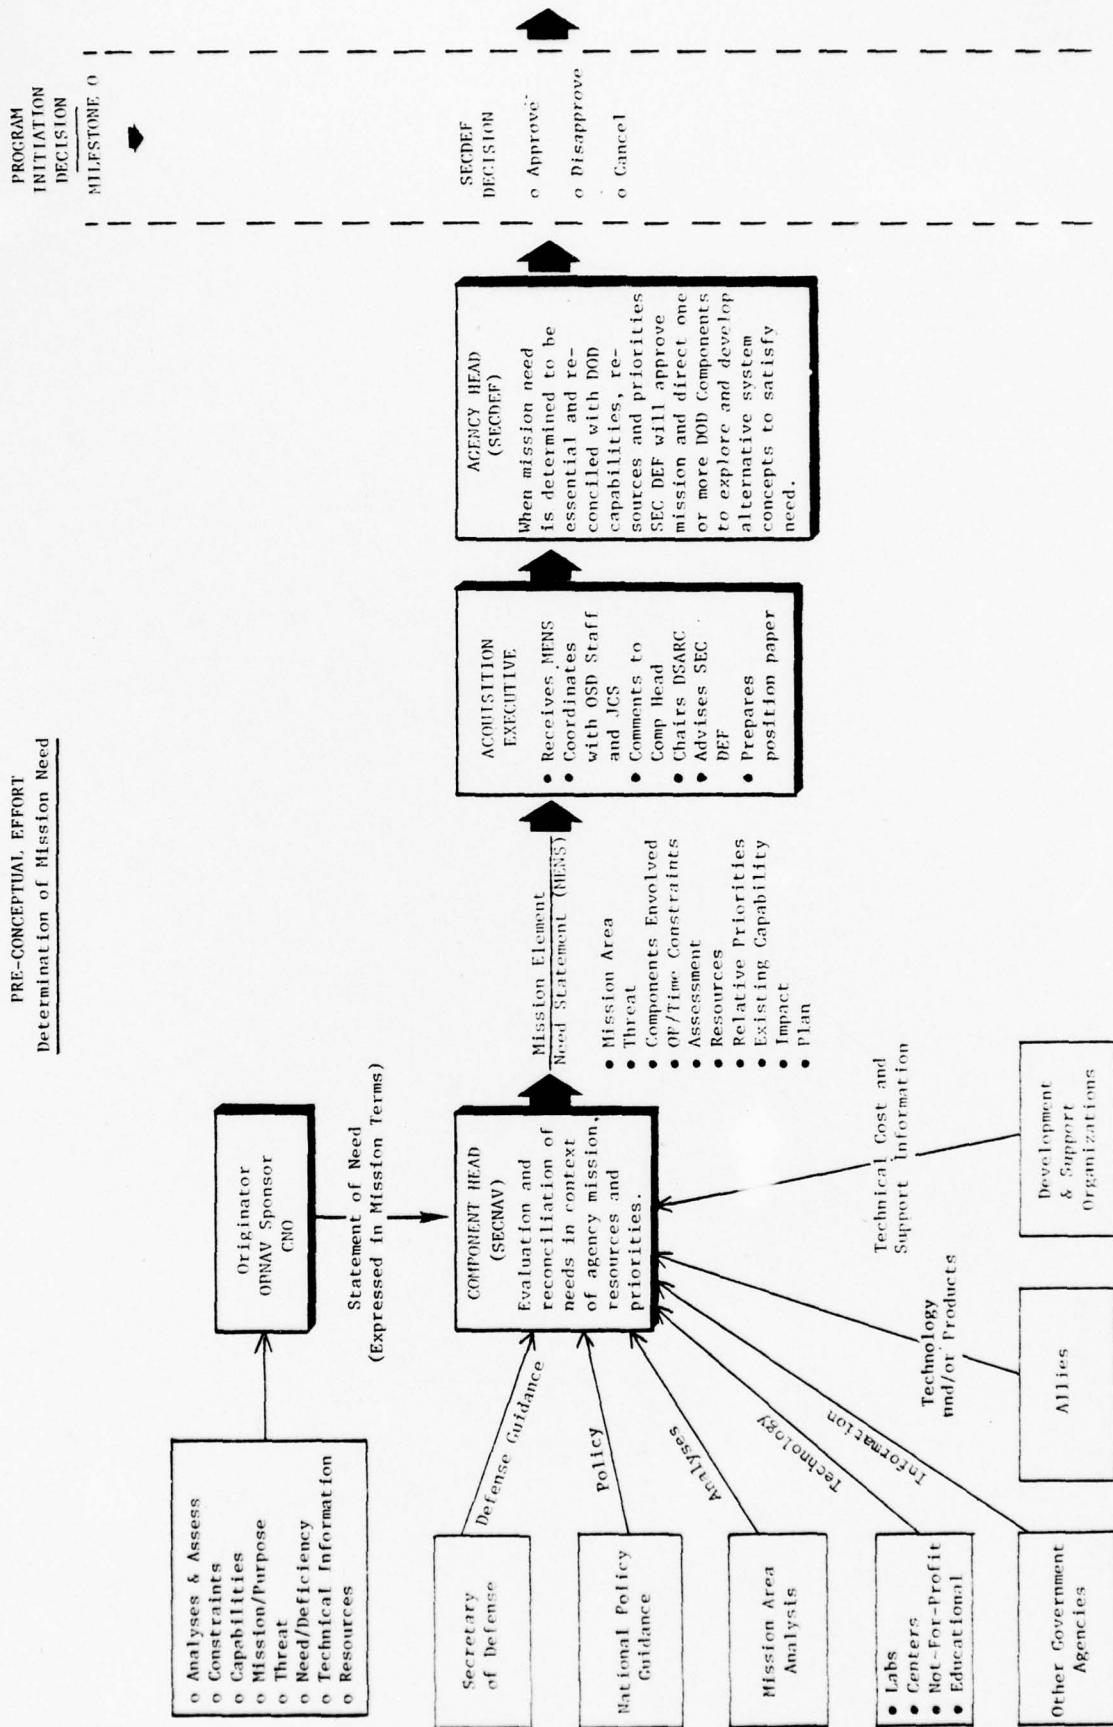 PRE-CONCEPTUAL EFFORT
Determination of Mission Need
PROGRAM
INITIATION
DECISION
MILESTONE O
o Analyses & Assess
o Constraints
o Capabilities
o Mission/Purpose
o Threat
o Need/Deficiency
o Technical Information
o Resources
Originator
OPNAV Sponsor
CNO
Statement of Need
(Expressed in Mission Terms)
Secretary
of Defense
Defense Guidance
National Policy
Guidance
Policy
Mission Area
Analysis
Analyses
• Labs
• Centers
• Not-For-Profit
• Educational
Technology
Other Government
Agencies
Information
Allies
Technology
and/or Products
Development
& Support
Organizations
Technical Cost and
Support Information
COMPONENT HEAD
(SECNAV)
Evaluation and
reconciliation of
needs in context
of agency mission,
resources and
priorities.
Mission Element
Need Statement (MENS)
• Mission Area
• Threat
• Components Envolved
• OP/Time Constraints
• Assessment
• Resources
• Relative Priorities
• Existing Capability
• Impact
• Plan
ACQUISITION
EXECUTIVE
• Receives MENS
• Coordinates
with OSD Staff
and JCS
• Comments to
Comp Head
• Chairs DSARC
• Advises SEC
DEF
• Prepares
position paper
AGENCY HEAD
(SECDEF)
When mission need
is determined to be
essential and re-
conciled with DOD
capabilities, re-
sources and priorities
SEC DEF will approve
mission and direct one
or more DOD Components
to explore and develop
alternative system
concepts to satisfy
need.
SECDEF
DECISION
o Approve
o Disapprove
o Cancel